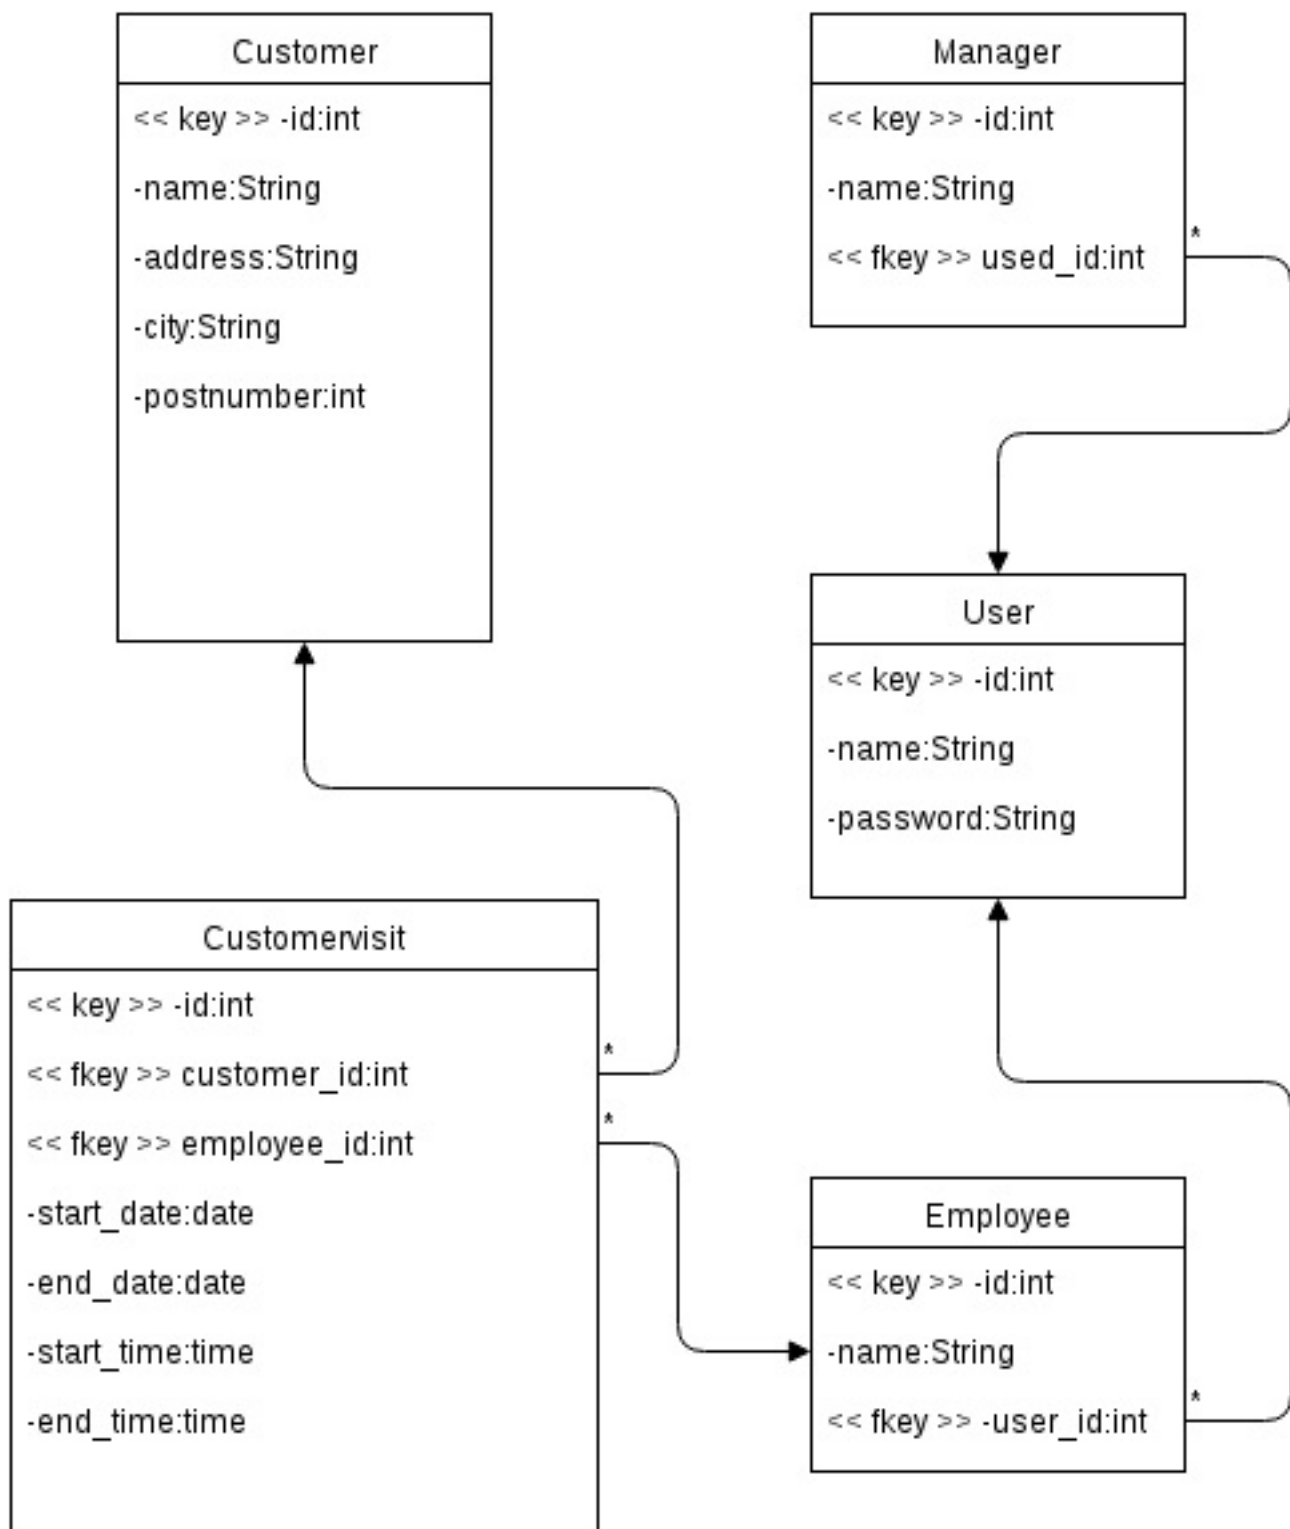 Customer
<< key >> -id:int
-name:String
-address:String
-city:String
-postnumber:int
Manager
<< key >> -id:int
-name:String
<< fkey >> used_id:int
*
User
<< key >> -id:int
-name:String
-password:String
Customervisit
<< key >> -id:int
<< fkey >> customer_id:int
*
<< fkey >> employee_id:int
*
-start_date:date
-end_date:date
-start_time:time
-end_time:time
Employee
<< key >> -id:int
-name:String
<< fkey >> -user_id:int
*